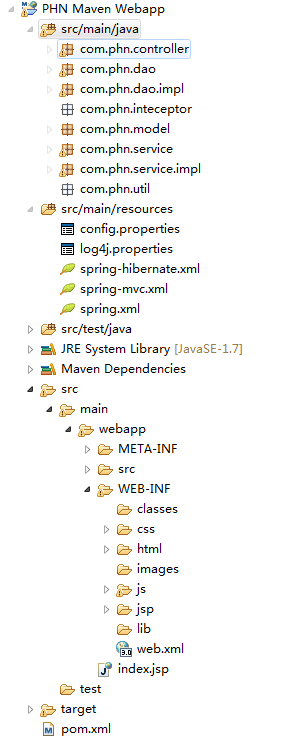 PHN Maven Webapp
src/main/java
com.phn.controller
com.phn.dao
com.phn.dao.impl
com.phn.inteceptor
com.phn.model
com.phn.service
com.phn.service.impl
com.phn.util
src/main/resources
config.properties
log4j.properties
spring-hibernate.xml
spring-mvc.xml
spring.xml
src/test/java
JRE System Library [JavaSE-1.7]
Maven Dependencies
src
main
webapp
META-INF
src
WEB-INF
classes
css
html
images
js
jsp
lib
web.xml
index.jsp
test
target
pom.xml